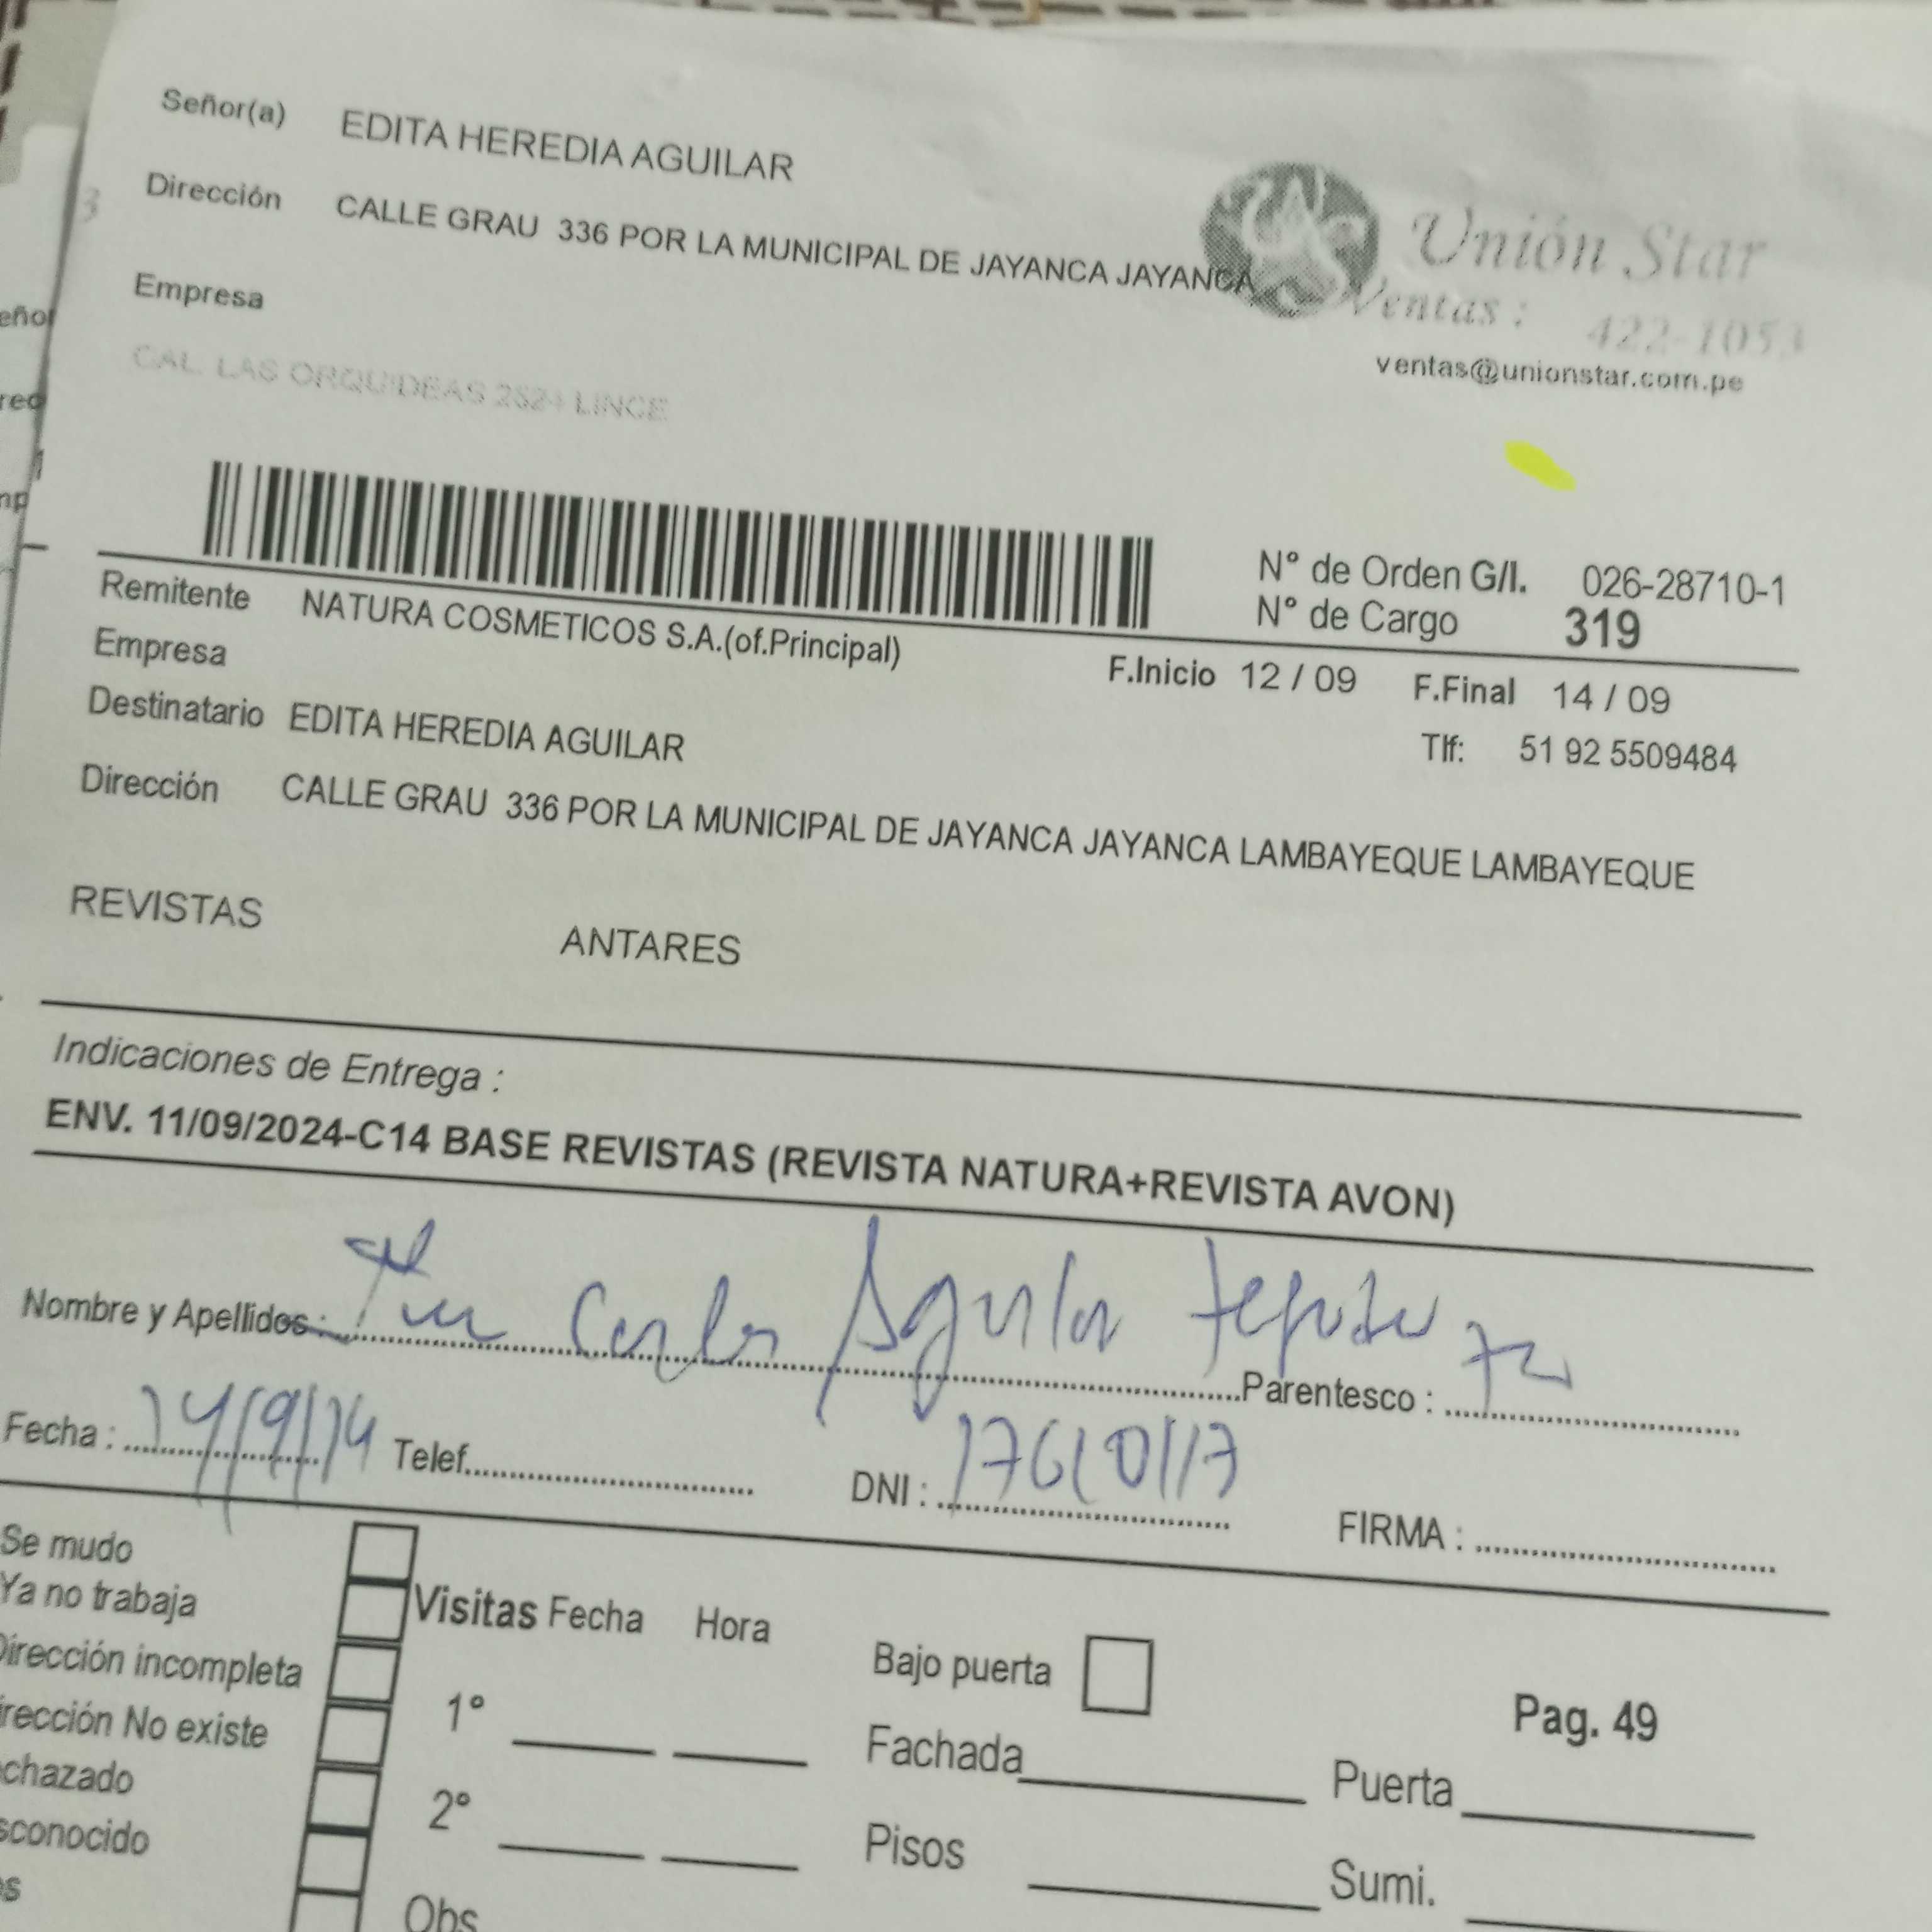 Señor(a) EDITA HEREDIA AGUILAR
Dirección CALLE GRAU 336 POR LA MUNICIPAL DE JAYANCA JAYANCA
Unión Star
Ventas : 422-1053
ventas@unionstar.com.pe
Empresa
CAL. LAS ORQUIDEAS LINCE
N° de Orden G/I. 026-28710-1
N° de Cargo 319
Remitente NATURA COSMETICOS S.A.(of.Principal)
Empresa
F.Inicio 12 / 09 F.Final 14 / 09
Destinatario EDITA HEREDIA AGUILAR
Tlf: 51 92 5509484
Dirección CALLE GRAU 336 POR LA MUNICIPAL DE JAYANCA JAYANCA LAMBAYEQUE LAMBAYEQUE
REVISTAS ANTARES
Indicaciones de Entrega :
ENV. 11/09/2024-C14 BASE REVISTAS (REVISTA NATURA+REVISTA AVON)
Nombre y Apellidos : Aguilar
Parentesco :
Fecha : 14/9/ Telef. DNI : FIRMA :
Se mudo
Ya no trabaja
Dirección incompleta
rección No existe
chazado
sconocido
os
Visitas Fecha Hora
1°
2°
Obs
Bajo puerta
Fachada
Pisos
Pag. 49
Puerta
Sumi.